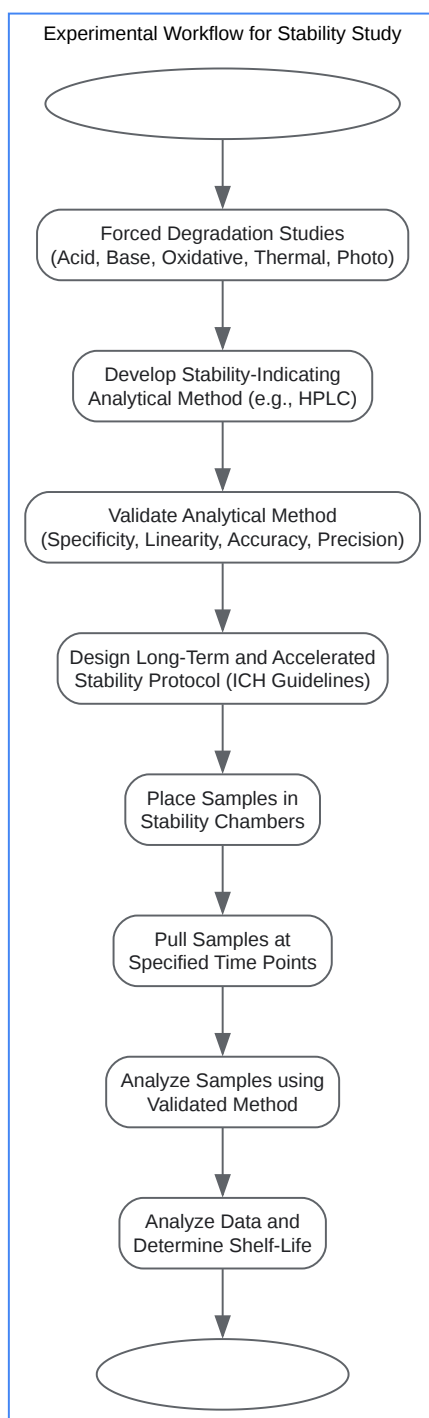 Experimental Workflow for Stability Study
Forced Degradation Studies
(Acid, Base, Oxidative, Thermal, Photo)
Develop Stability-Indicating
Analytical Method (e.g., HPLC)
Validate Analytical Method
(Specificity, Linearity, Accuracy, Precision)
Design Long-Term and Accelerated
Stability Protocol (ICH Guidelines)
Place Samples in
Stability Chambers
Pull Samples at
Specified Time Points
Analyze Samples using
Validated Method
Analyze Data and
Determine Shelf-Life